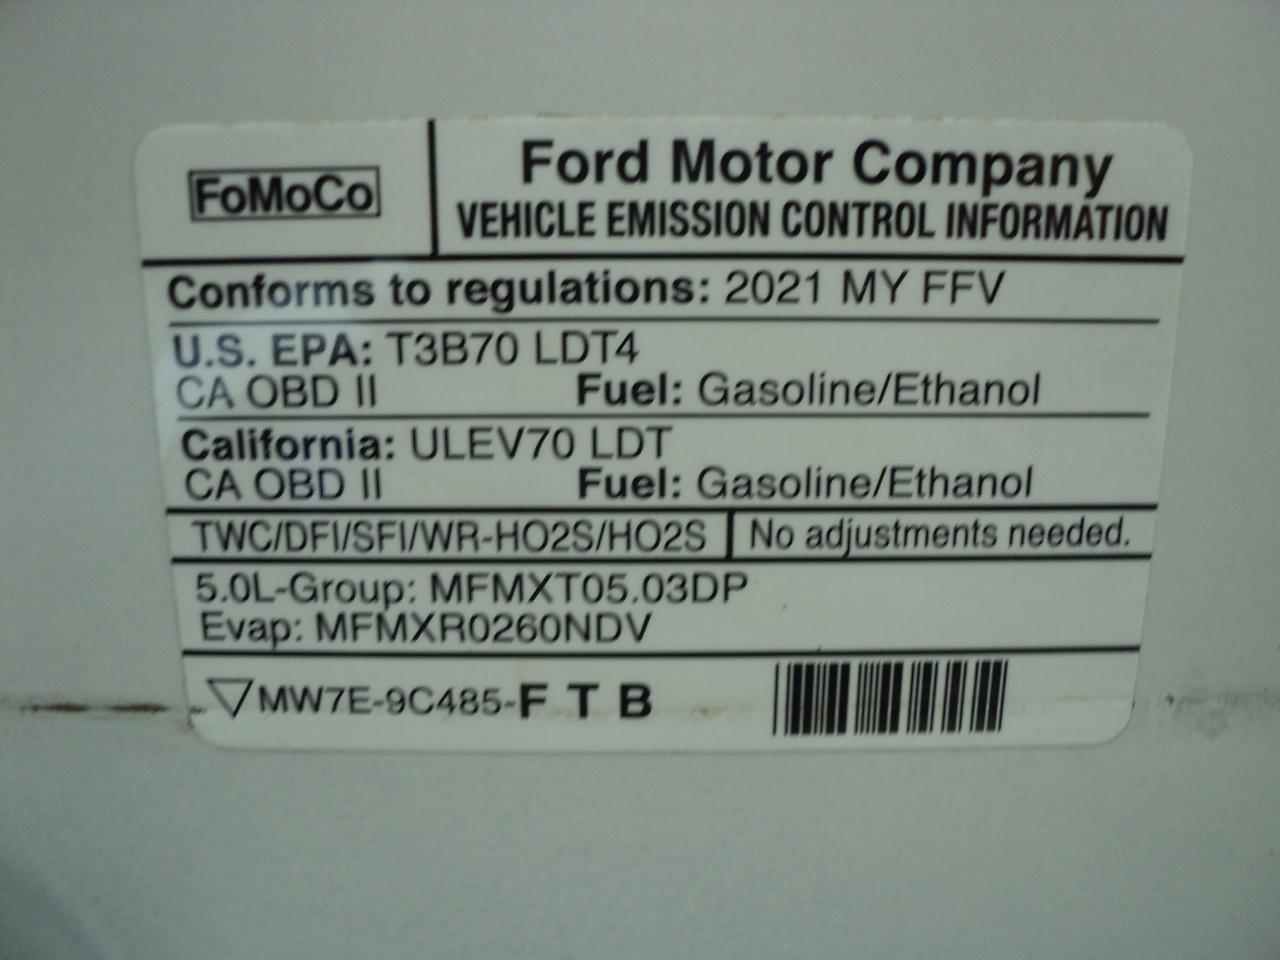 FoMoCo
Ford Motor Company
VEHICLE EMISSION CONTROL INFORMATION
Conforms to regulations: 2021 MY FFV
U.S. EPA: T3B70 LDT4
CA OBD II Fuel: Gasoline/Ethanol
California: ULEV70 LDT
CA OBD II Fuel: Gasoline/Ethanol
TWC/DFI/SFI/WR-HO2S/HO2S No adjustments needed.
5.0L-Group: MFMXT05.03DP
Evap: MFMXR0260NDV
MW7E-9C485-F T B